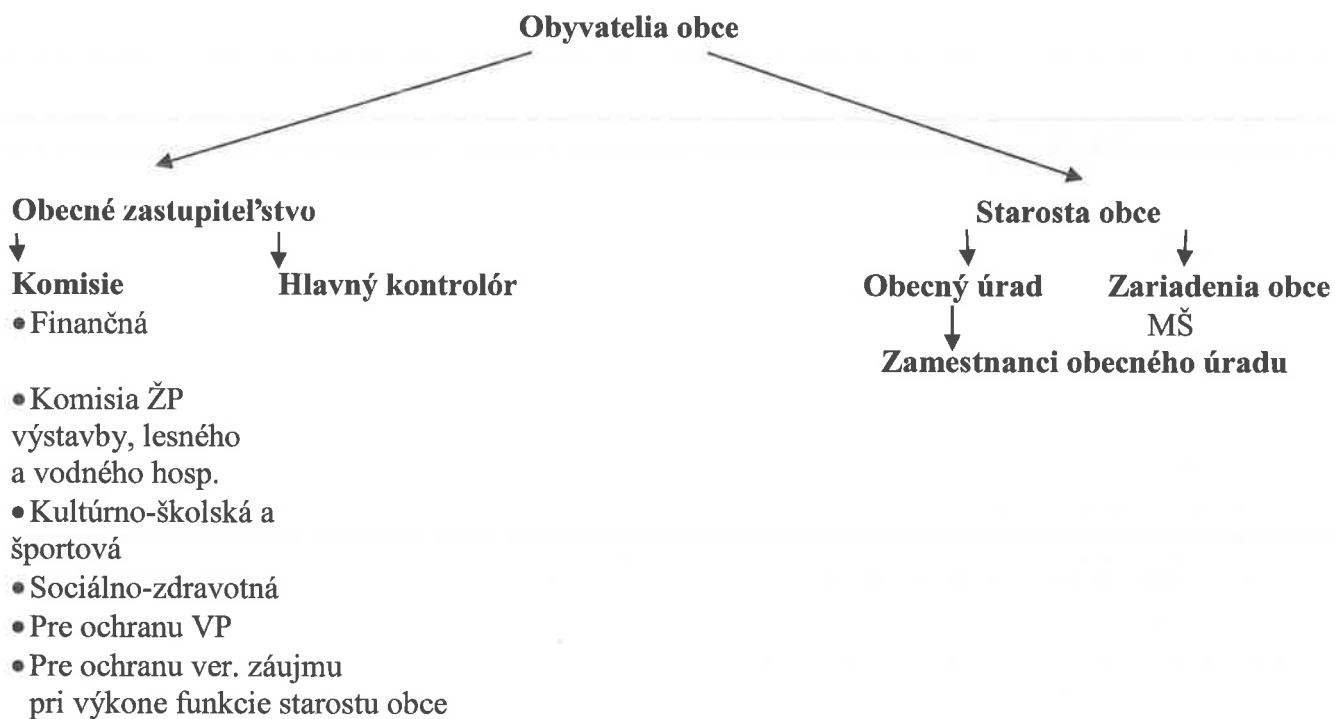 Obyvatelia obce
Obecné zastupiteľstvo
Starosta obce
Komisie
Hlavný kontrolór
Obecný úrad
Zariadenia obce
• Finančná
MŠ
Zamestnanci obecného úradu
• Komisia ŽP
výstavby, lesného
a vodného hosp.
• Kultúrno-školská a
športová
• Sociálno-zdravotná
• Pre ochranu VP
• Pre ochranu ver. záujmu
pri výkone funkcie starostu obce